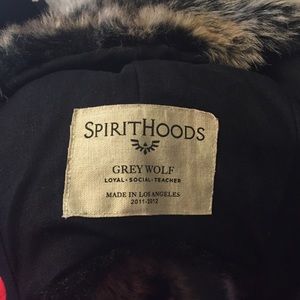 SPIRITHOODS
GREY WOLF
LOYAL · SOCIAL · TEACHER
MADE IN LOS ANGELES
2011-2012